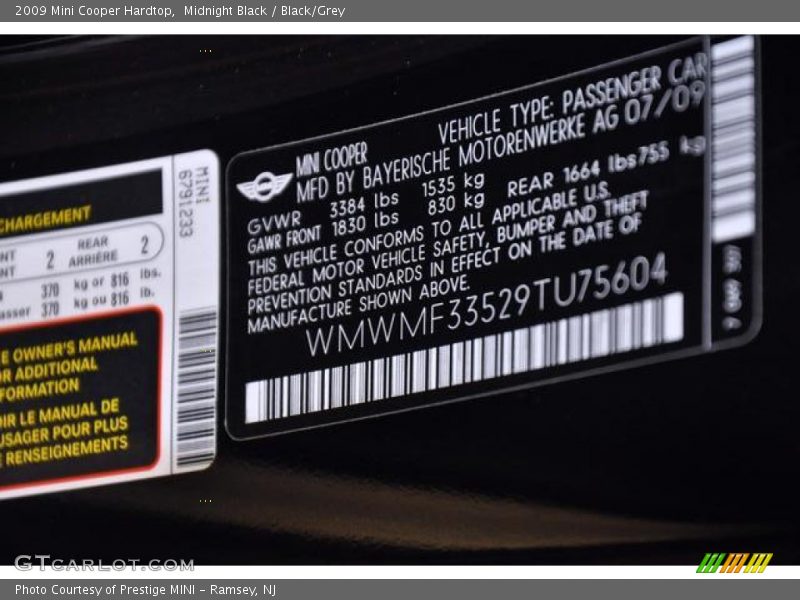 2009 Mini Cooper Hardtop,  Midnight Black / Black/Grey
CHARGEMENT
2 REAR 2
ARRIÈRE
370 kg or 816 lbs.
370 kg ou 816 lb.
E OWNER'S MANUAL
R ADDITIONAL
FORMATION
IR LE MANUAL DE
USAGER POUR PLUS
E RENSEIGNEMENTS
MINI
6791233
MINI COOPER VEHICLE TYPE: PASSENGER CAR
MFD BY BAYERISCHE MOTORENWERKE AG 07/09
GVWR 3384 lbs 1535 kg
GAWR FRONT 1830 lbs 830 kg REAR 1664 lbs 755 kg
THIS VEHICLE CONFORMS TO ALL APPLICABLE U.S.
FEDERAL MOTOR VEHICLE SAFETY, BUMPER AND THEFT
PREVENTION STANDARDS IN EFFECT ON THE DATE OF
MANUFACTURE SHOWN ABOVE.
WMWMF33529TU75604
GTCARLOT.COM
Photo Courtesy of Prestige MINI - Ramsey, NJ